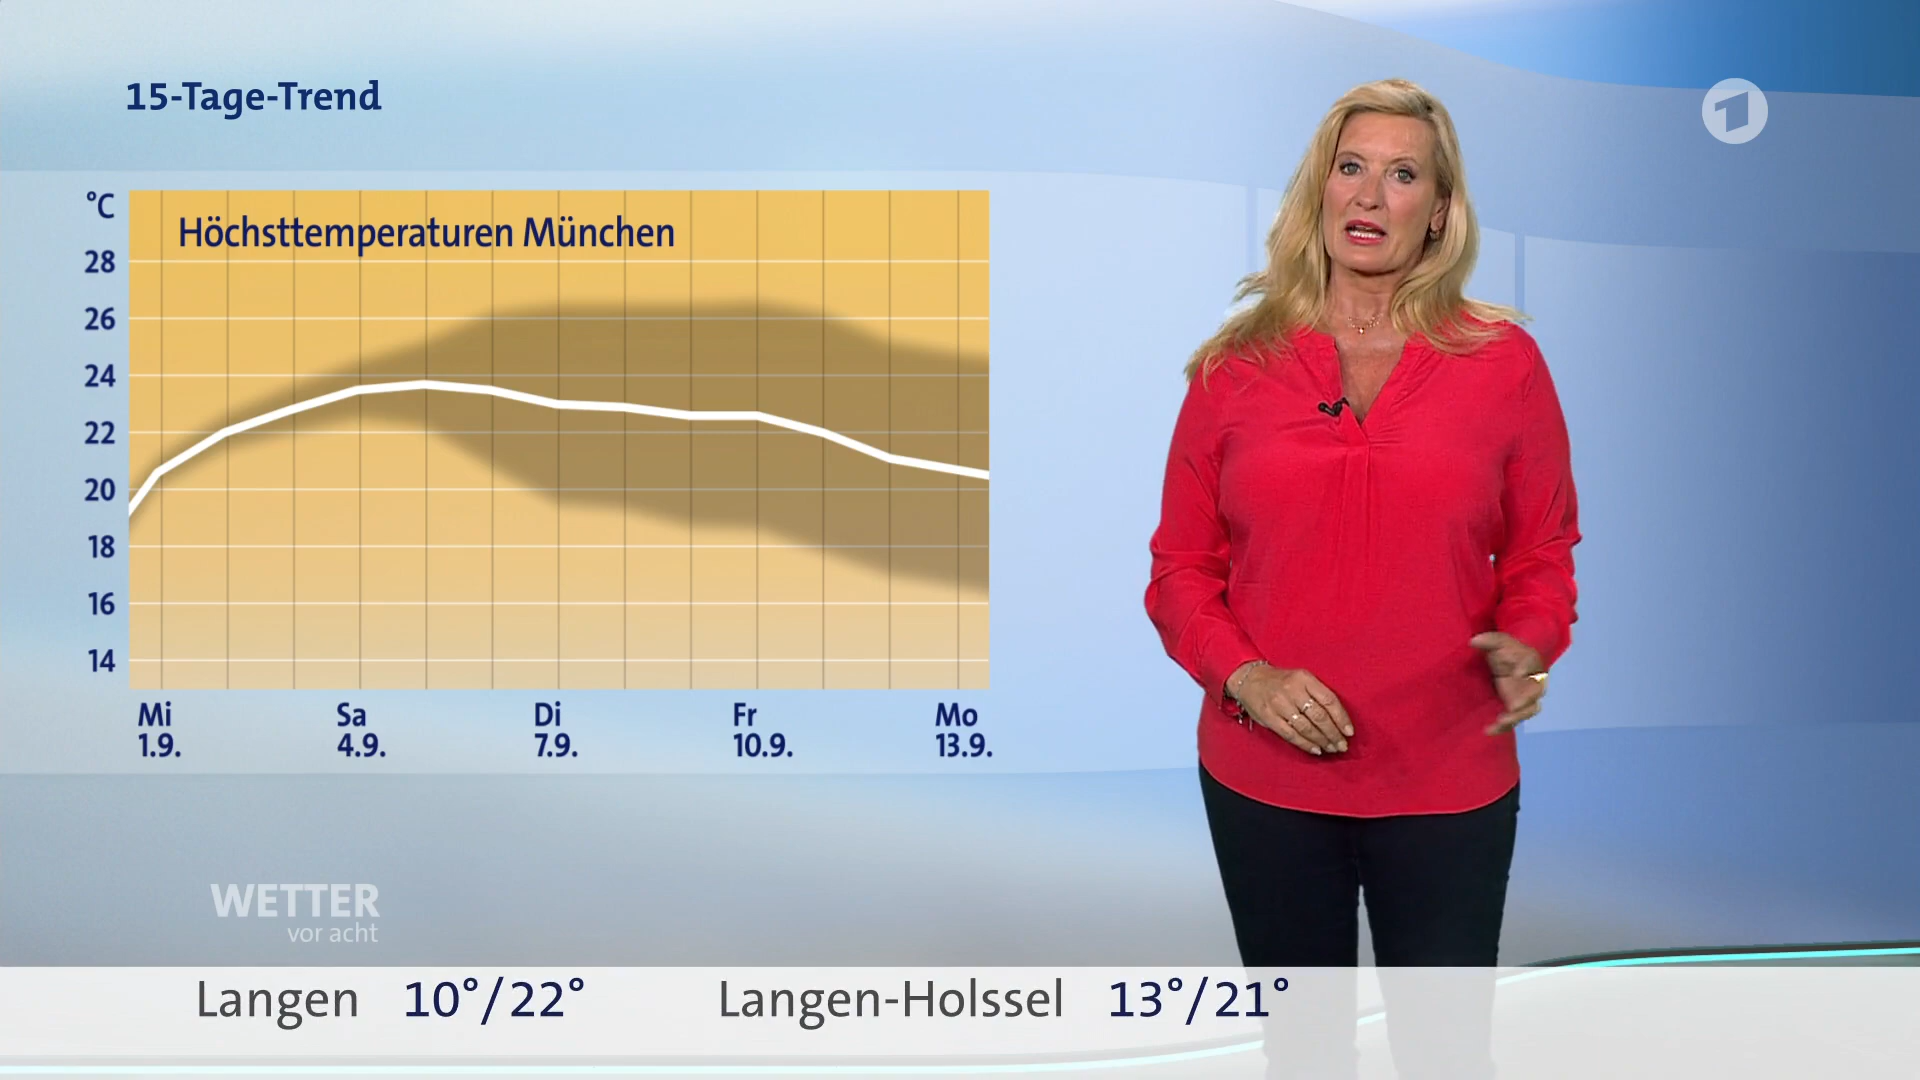 15-Tage-Trend
°C
Höchsttemperaturen München
28
26
24
22
20
18
16
14
Mi Sa Di Fr Mo
1.9. 4.9. 7.9. 10.9. 13.9.
WETTER
vor acht
Langen 10°/22° Langen-Holssel 13°/21°